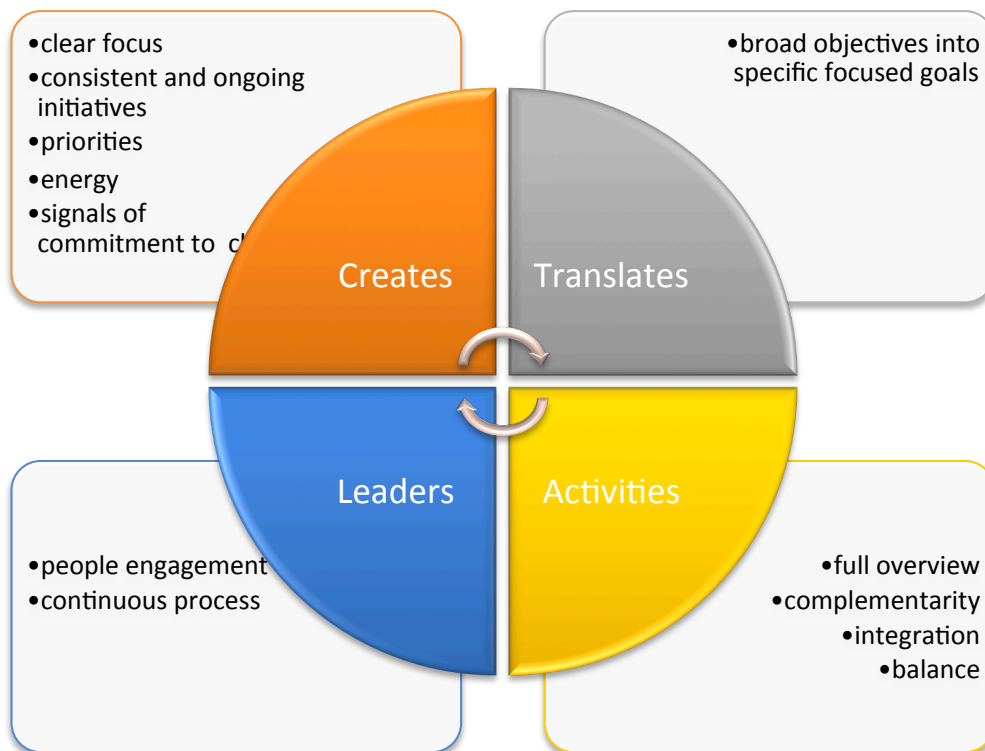 •clear focus
•consistent and ongoing
initiatives
•priorities
•energy
•signals of
commitment to
•broad objectives into
specific focused goals
Creates
Translates
Leaders
Activities
•people engagement
•continuous process
•full overview
•complementarity
•integration
•balance